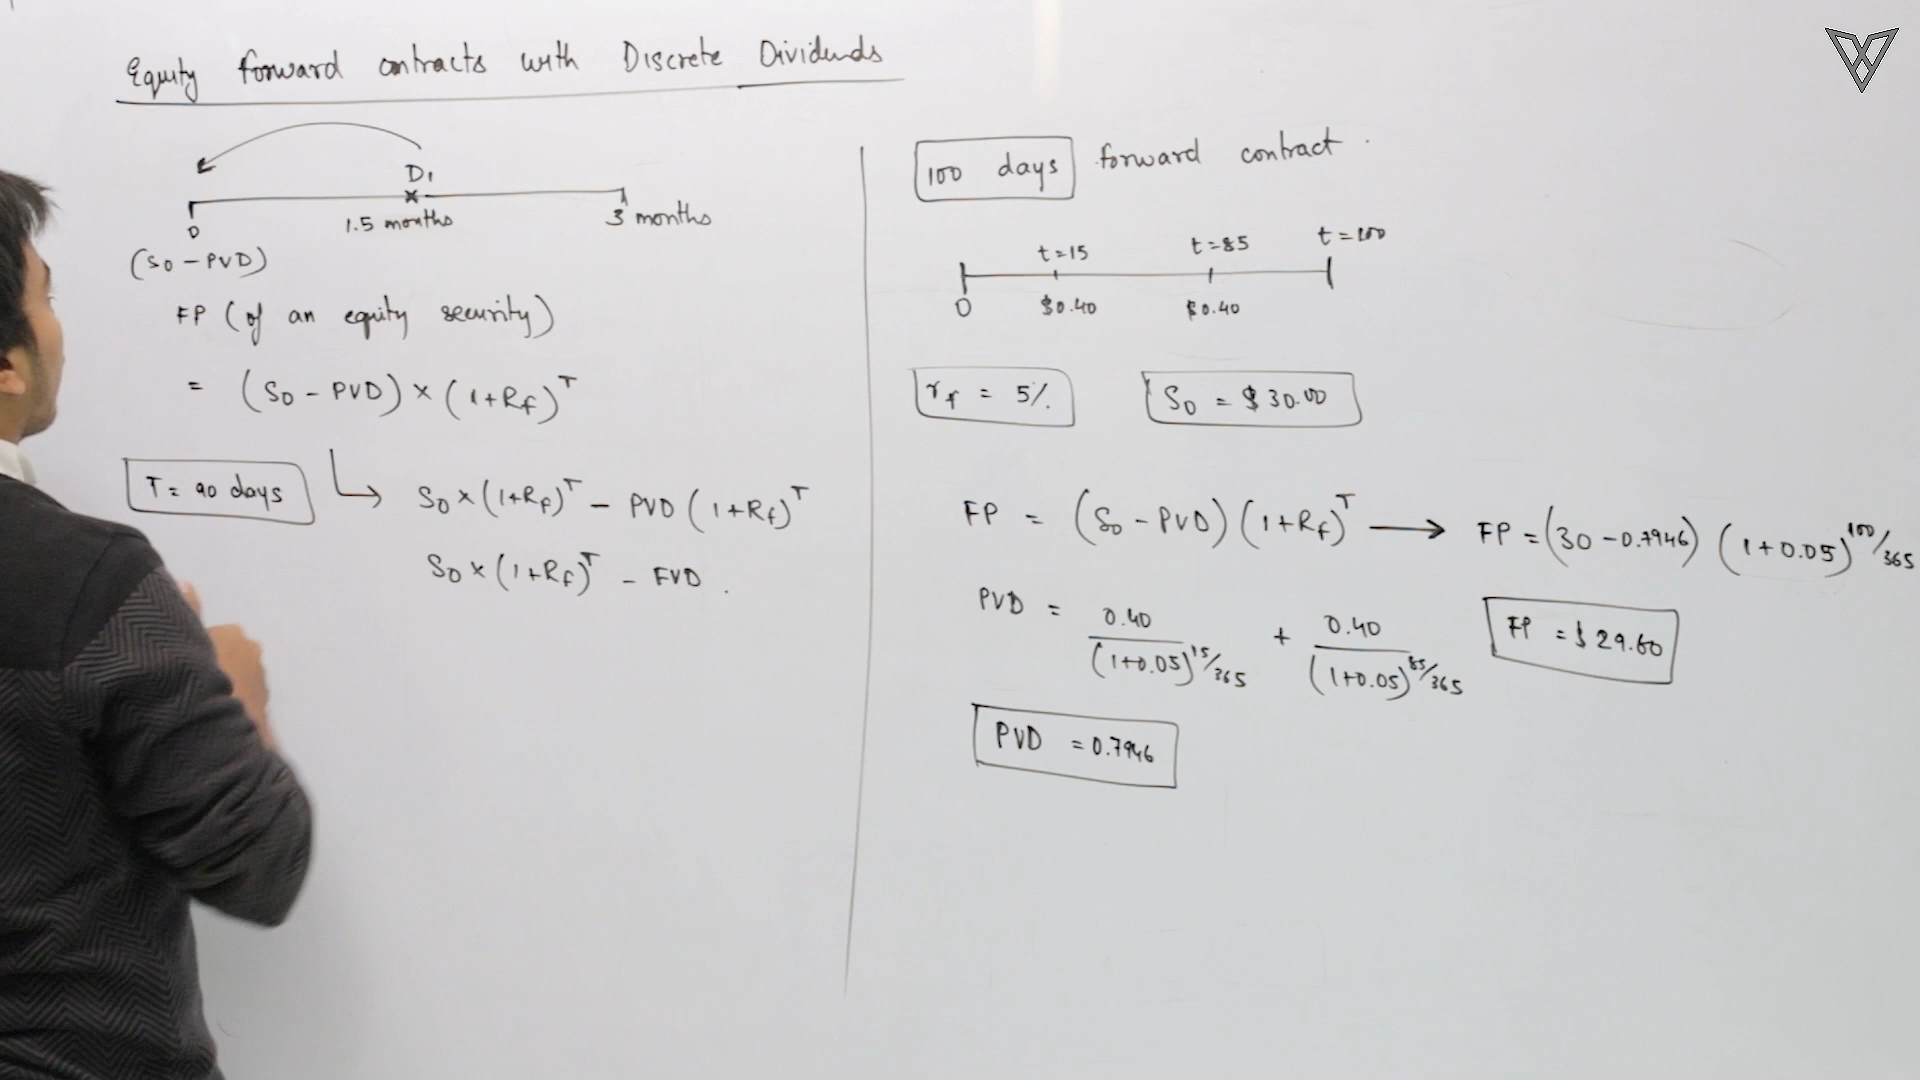 Equity forward contracts with Discrete Dividends
D1
0
1.5 months
3 months
(S0 - PVD)
FP (of an equity security)
= (S0 - PVD) × (1+RF)^T
T = 90 days
S0 × (1+RF)^T - PVD (1+Rf)^T
S0 × (1+RF)^T - FVD.
100 days forward contract.
t=15
t=85
t=100
0
$0.40
$0.40
rf = 5%
S0 = $30.00
FP = (S0 - PVD)(1+RF)^T → FP = (30 - 0.7946)(1+0.05)^100/365
PVD = 0.40/(1+0.05)^15/365 + 0.40/(1+0.05)^85/365
FP = $29.60
PVD = 0.7946